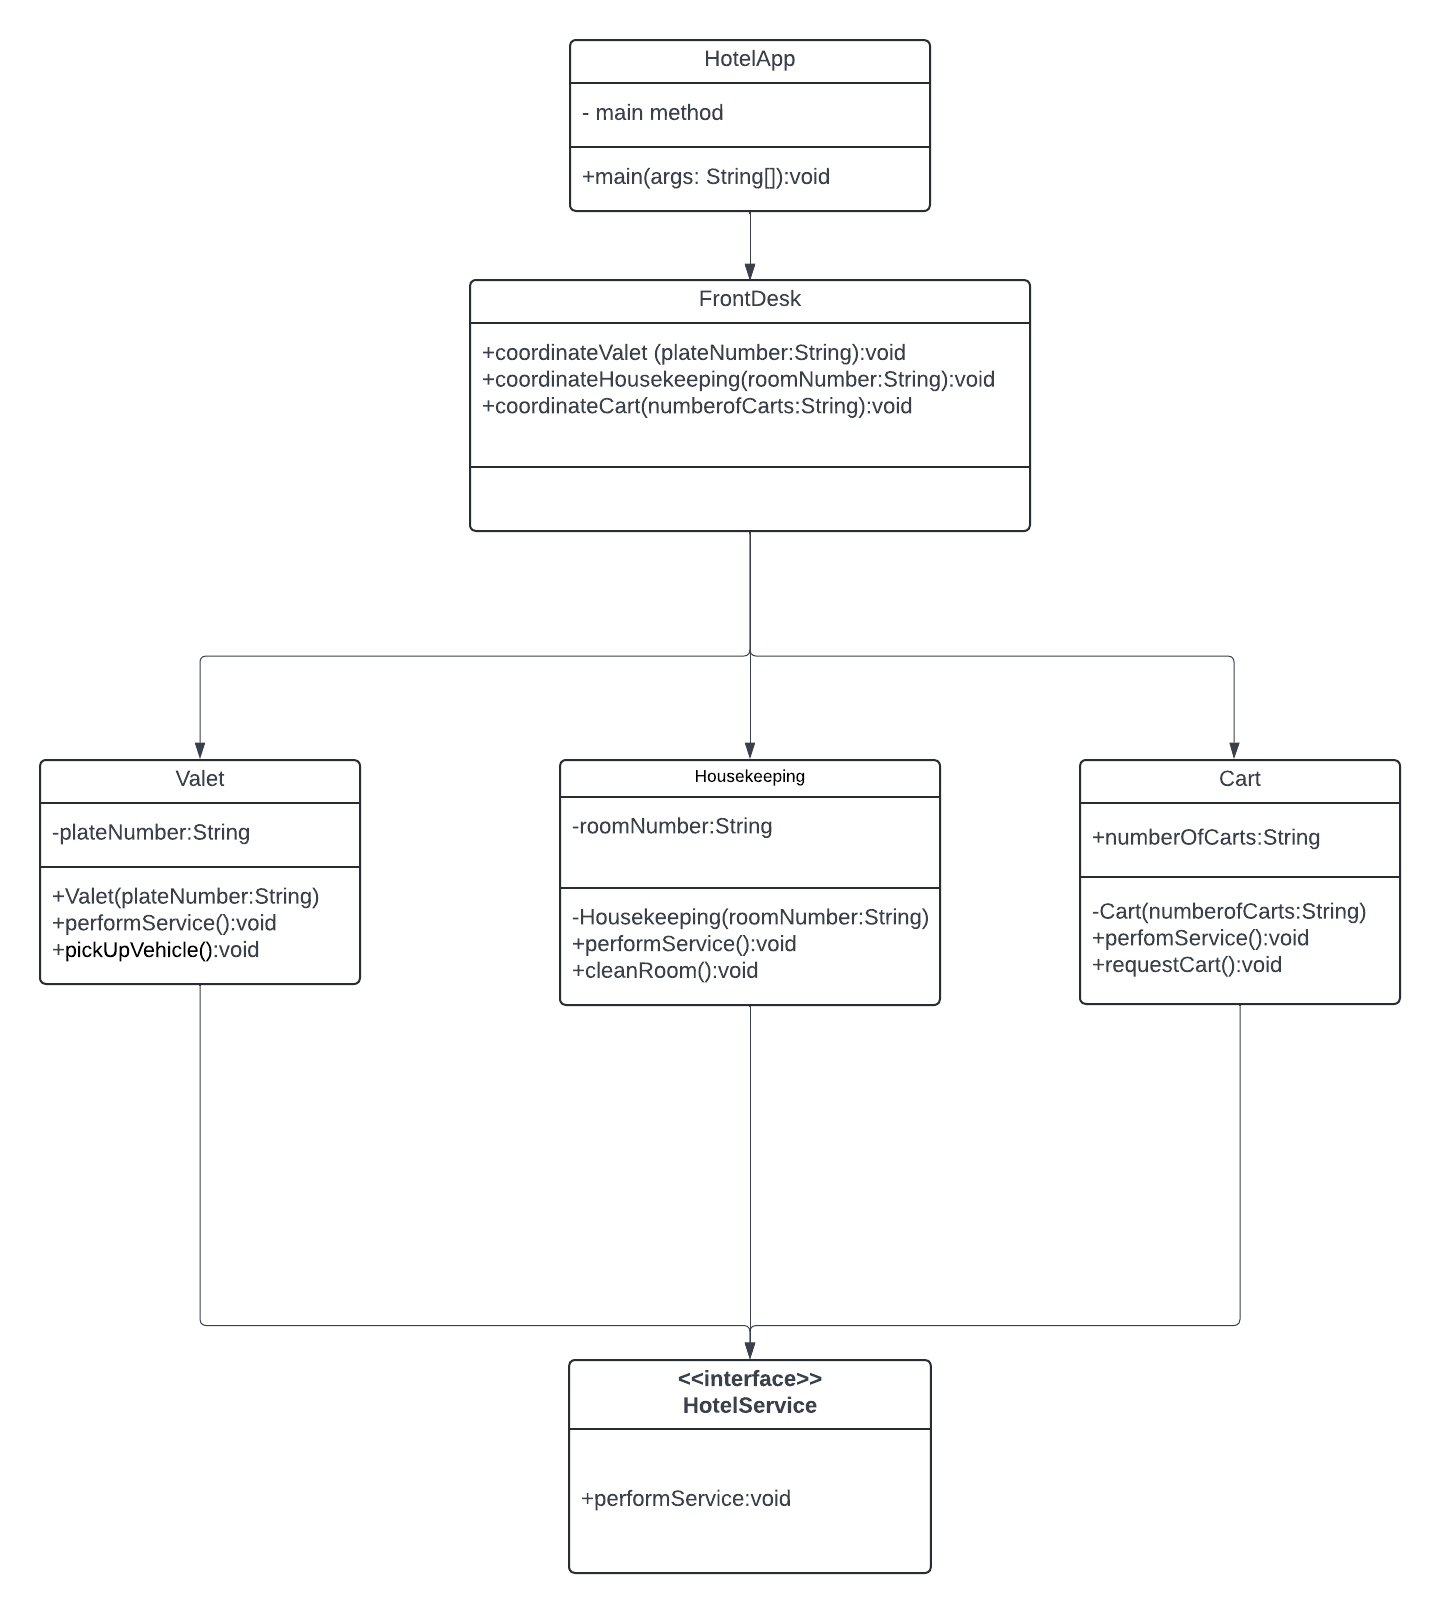 HotelApp
- main method
+main(args: String[]):void
FrontDesk
+coordinateValet (plateNumber:String):void
+coordinateHousekeeping(roomNumber:String):void
+coordinateCart(numberofCarts:String):void
Valet
-plateNumber:String
+Valet(plateNumber:String)
+performService():void
+pickUpVehicle():void
Housekeeping
-roomNumber:String
-Housekeeping(roomNumber:String)
+performService():void
+cleanRoom():void
Cart
+numberOfCarts:String
-Cart(numberofCarts:String)
+perfomService():void
+requestCart():void
<<interface>>
HotelService
+performService:void